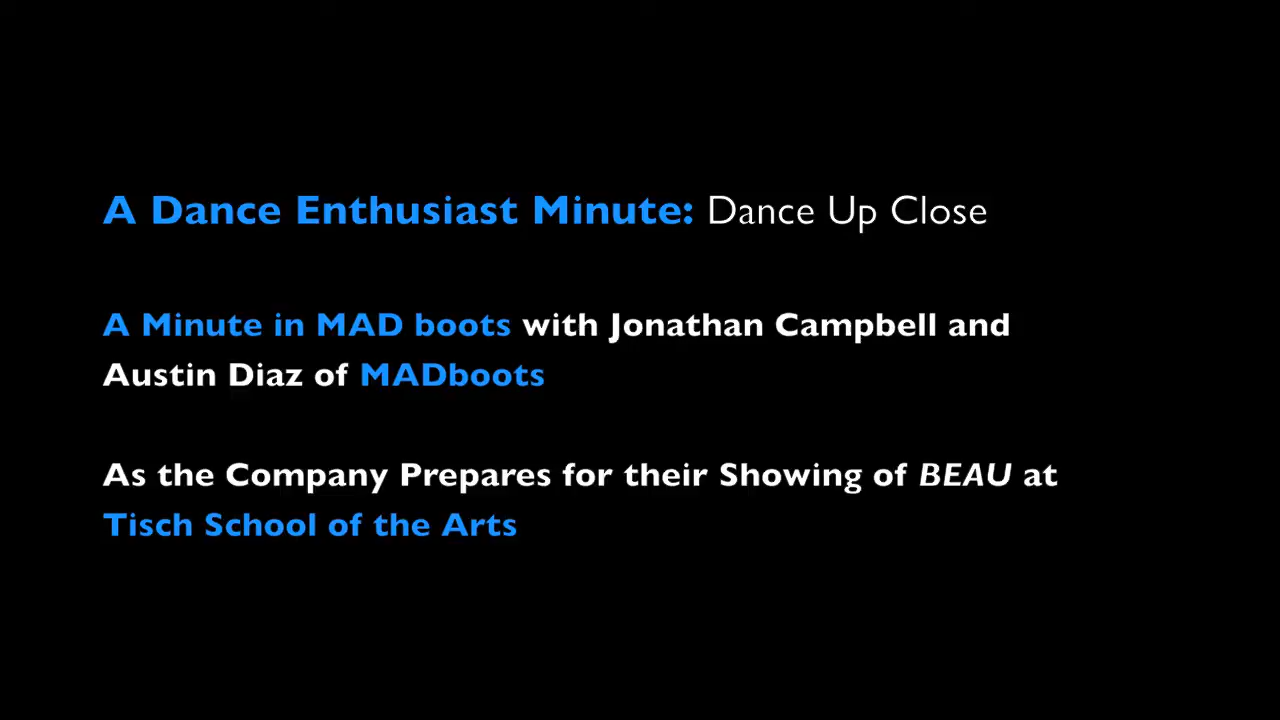 A Dance Enthusiast Minute: Dance Up Close
A Minute in MAD boots with Jonathan Campbell and
Austin Diaz of MADboots
As the Company Prepares for their Showing of BEAU at
Tisch School of the Arts